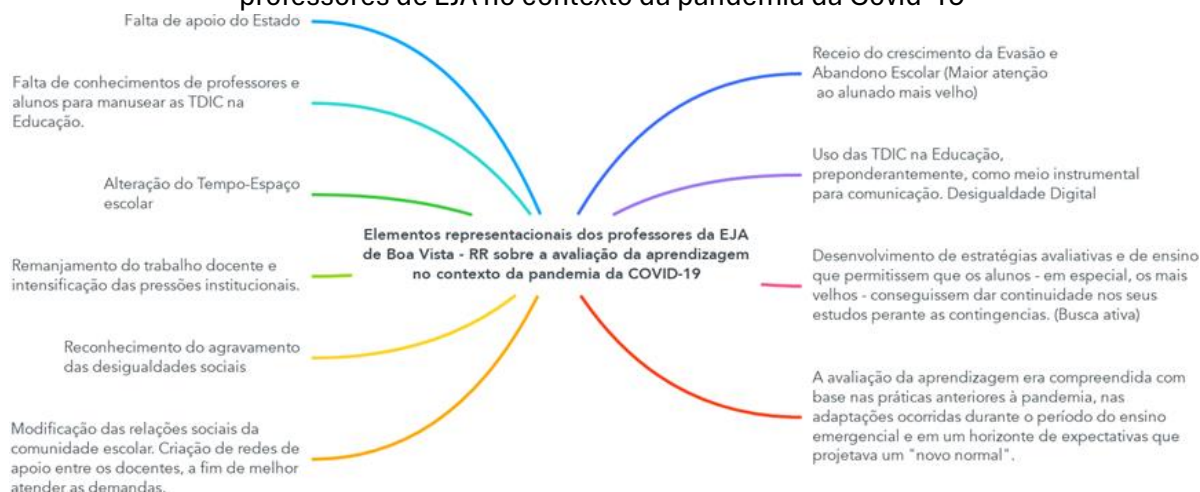 professores de EJA no contexto da pandemia da Covid-19
Falta de apoio do Estado
Falta de conhecimentos de professores e
alunos para manusear as TDIC na
Educação.
Alteração do Tempo-Espaço
escolar
Remanjamento do trabalho docente e
intensificação das pressões institucionais.
Reconhecimento do agravamento
das desigualdades sociais
Modificação das relações sociais da
comunidade escolar. Criação de redes de
apoio entre os docentes, a fim de melhor
atender as demandas.
Elementos representacionais dos professores da EJA
de Boa Vista - RR sobre a avaliação da aprendizagem
no contexto da pandemia da COVID-19
Receio do crescimento da Evasão e
Abandono Escolar (Maior atenção
ao alunado mais velho)
Uso das TDIC na Educação,
preponderantemente, como meio instrumental
para comunicação. Desigualdade Digital
Desenvolvimento de estratégias avaliativas e de ensino
que permitissem que os alunos - em especial, os mais
velhos - conseguissem dar continuidade nos seus
estudos perante as contingencias. (Busca ativa)
A avaliação da aprendizagem era compreendida com
base nas práticas anteriores à pandemia, nas
adaptações ocorridas durante o período do ensino
emergencial e em um horizonte de expectativas que
projetava um "novo normal".